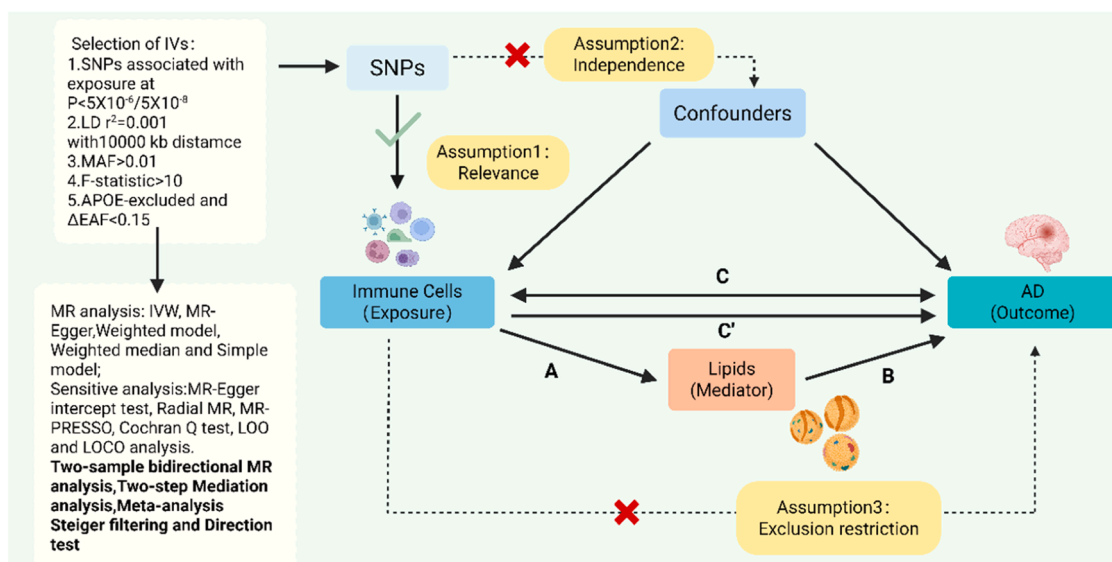 Selection of IVs:
1.SNPs associated with
exposure at
P<5X10⁻⁶/5X10⁻⁸
2.LD r²=0.001
with10000 kb distamce
3.MAF>0.01
4.F-statistic>10
5.APOE-excluded and
ΔEAF<0.15
SNPs
Assumption2:
Independence
Confounders
Assumption1:
Relevance
Immune Cells
(Exposure)
C
C'
AD
(Outcome)
A
Lipids
(Mediator)
B
Assumption3:
Exclusion restriction
MR analysis: IVW, MR-
Egger,Weighted model,
Weighted median and Simple
model;
Sensitive analysis:MR-Egger
intercept test, Radial MR, MR-
PRESSO, Cochran Q test, LOO
and LOCO analysis.
Two-sample bidirectional MR
analysis,Two-step Mediation
analysis,Meta-analysis
Steiger filtering and Direction
test